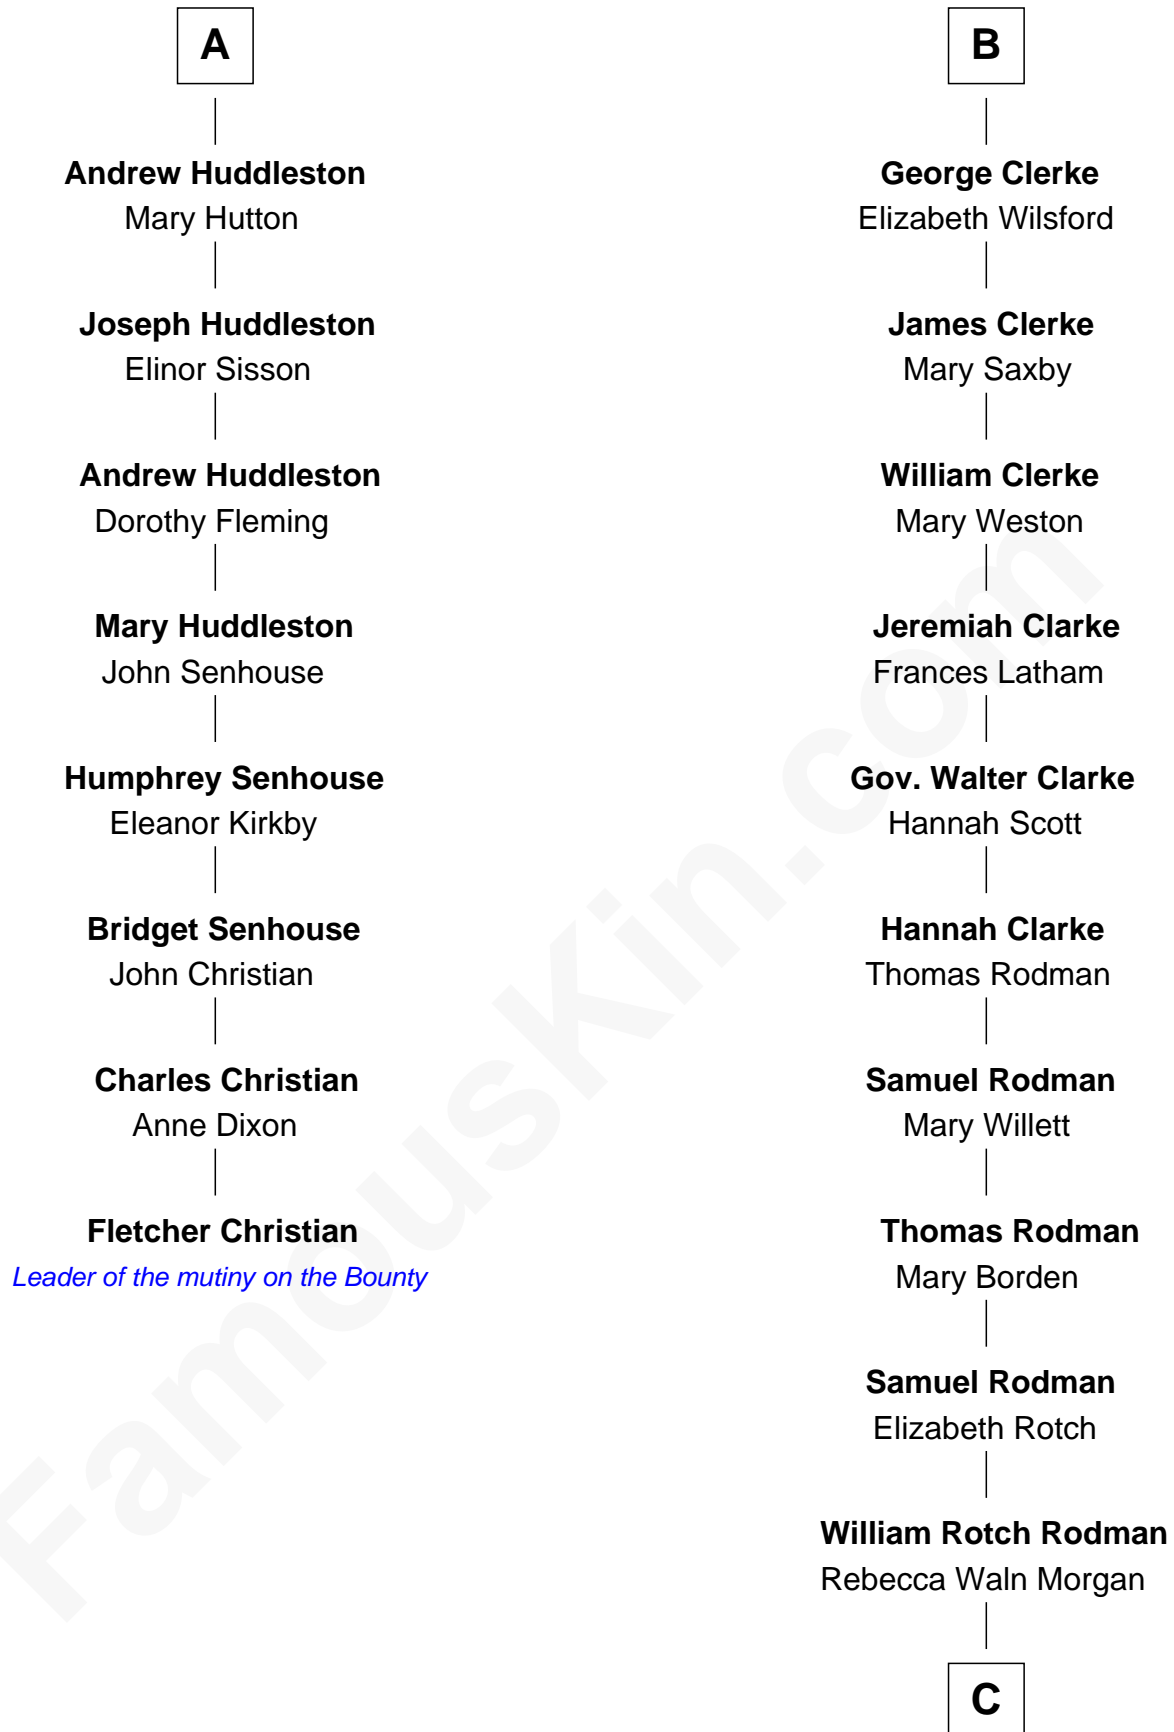 A
Andrew Huddleston
Mary Hutton
Joseph Huddleston
Elinor Sisson
Andrew Huddleston
Dorothy Fleming
Mary Huddleston
John Senhouse
Humphrey Senhouse
Eleanor Kirkby
Bridget Senhouse
John Christian
Charles Christian
Anne Dixon
Fletcher Christian
Leader of the mutiny on the Bounty
B
George Clerke
Elizabeth Wilsford
James Clerke
Mary Saxby
William Clerke
Mary Weston
Jeremiah Clarke
Frances Latham
Gov. Walter Clarke
Hannah Scott
Hannah Clarke
Thomas Rodman
Samuel Rodman
Mary Willett
Thomas Rodman
Mary Borden
Samuel Rodman
Elizabeth Rotch
William Rotch Rodman
Rebecca Waln Morgan
C
FamousKin.com